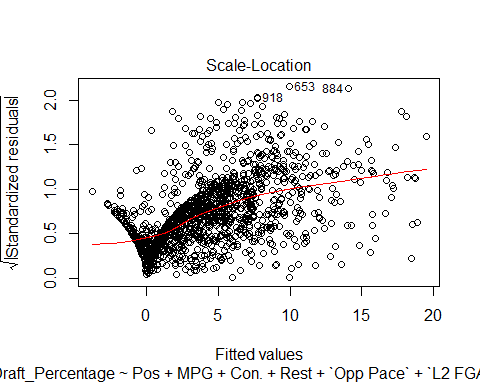 Scale-Location
√|Standardized residuals|
2.0
1.5
1.0
0.5
0.0
653
884
918
0 5 10 15 20
Fitted values
Draft_Percentage ~ Pos + MPG + Con. + Rest + `Opp Pace` + `L2 FGA